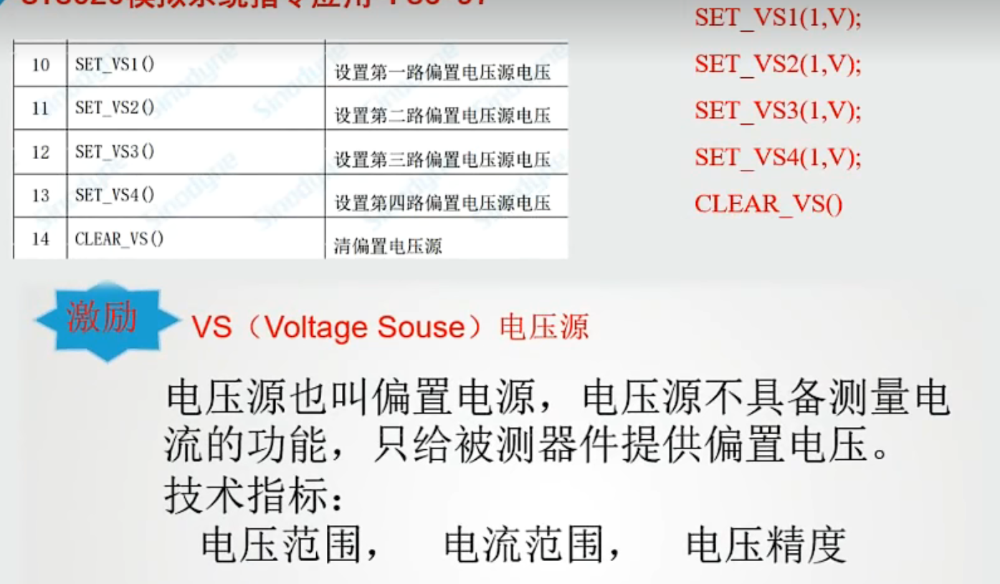 SET_VS1(1,V);
10 SET_VS1() 设置第一路偏置电压源电压
SET_VS2(1,V);
11 SET_VS2() 设置第二路偏置电压源电压
SET_VS3(1,V);
12 SET_VS3() 设置第三路偏置电压源电压
SET_VS4(1,V);
13 SET_VS4() 设置第四路偏置电压源电压
CLEAR_VS()
14 CLEAR_VS() 清偏置电压源
Sinodyne
激励
VS（Voltage Souse）电压源
电压源也叫偏置电源，电压源不具备测量电
流的功能，只给被测器件提供偏置电压。
技术指标：
电压范围， 电流范围， 电压精度